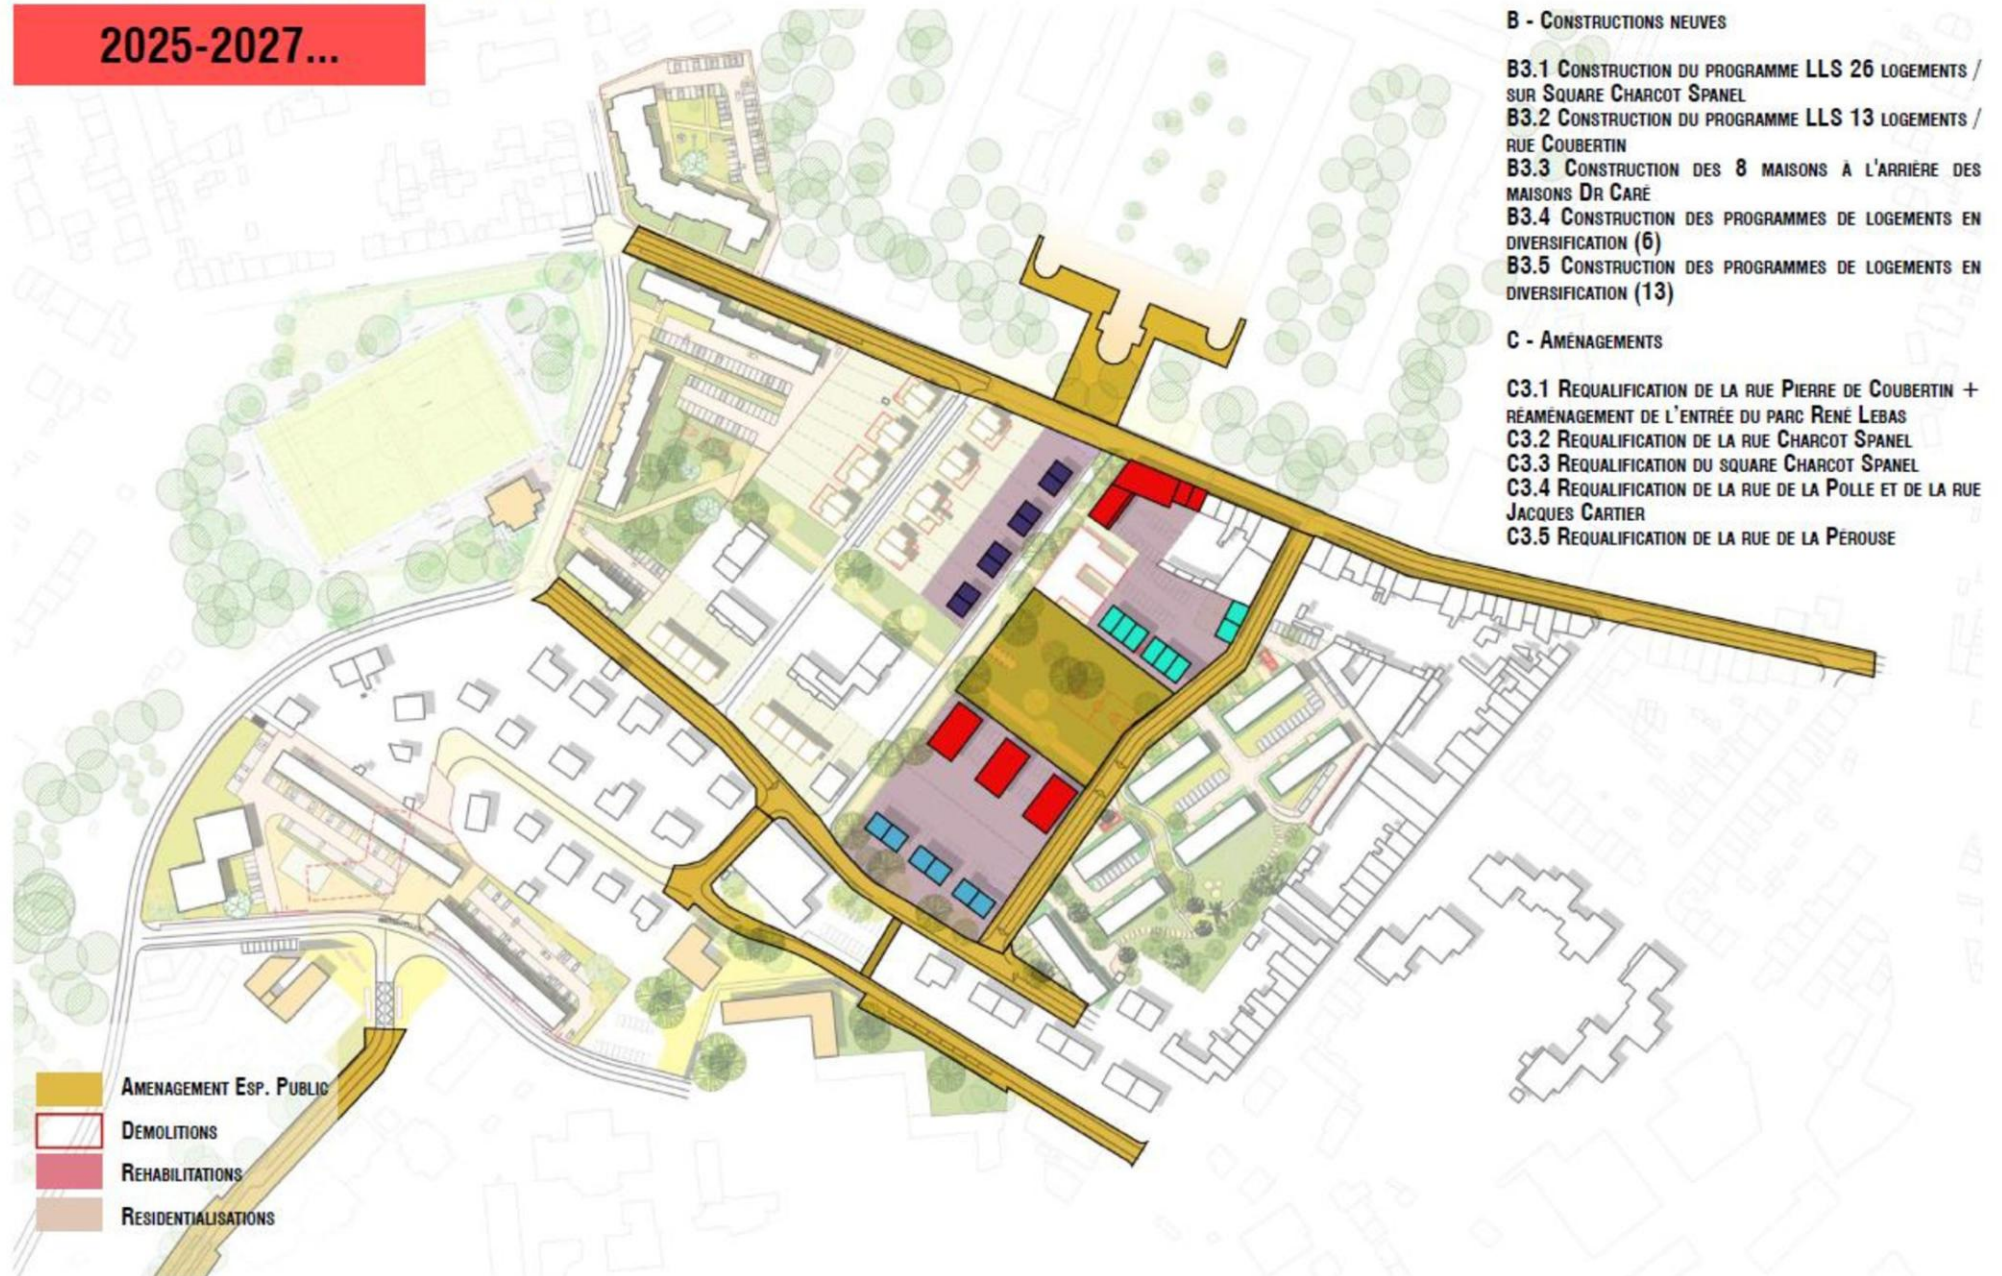 2025-2027...
B - CONSTRUCTIONS NEUVES
B3.1 CONSTRUCTION DU PROGRAMME LLS 26 LOGEMENTS /
SUR SQUARE CHARCOT SPANEL
B3.2 CONSTRUCTION DU PROGRAMME LLS 13 LOGEMENTS /
RUE COUBERTIN
B3.3 CONSTRUCTION DES 8 MAISONS À L'ARRIÈRE DES
MAISONS DR CARÉ
B3.4 CONSTRUCTION DES PROGRAMMES DE LOGEMENTS EN
DIVERSIFICATION (6)
B3.5 CONSTRUCTION DES PROGRAMMES DE LOGEMENTS EN
DIVERSIFICATION (13)
C - AMÉNAGEMENTS
C3.1 REQUALIFICATION DE LA RUE PIERRE DE COUBERTIN +
RÉAMÉNAGEMENT DE L'ENTRÉE DU PARC RENÉ LEBAS
C3.2 REQUALIFICATION DE LA RUE CHARCOT SPANEL
C3.3 REQUALIFICATION DU SQUARE CHARCOT SPANEL
C3.4 REQUALIFICATION DE LA RUE DE LA POLLE ET DE LA RUE
JACQUES CARTIER
C3.5 REQUALIFICATION DE LA RUE DE LA PÉROUSE
AMENAGEMENT ESP. PUBLIC
DÉMOLITIONS
REHABILITATIONS
RESIDENTIALISATIONS